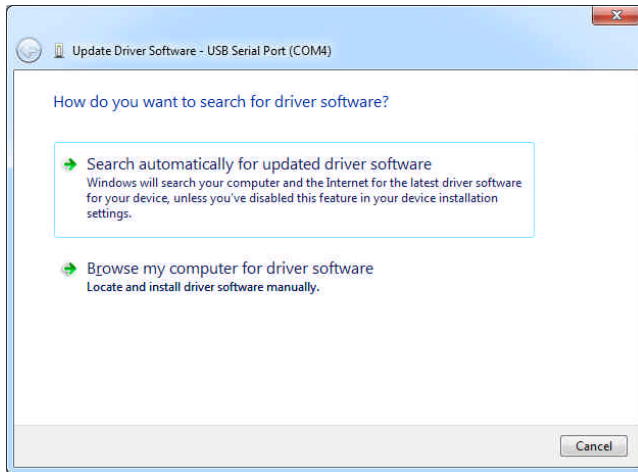 Update Driver Software - USB Serial Port (COM4)
How do you want to search for driver software?
Search automatically for updated driver software
Windows will search your computer and the Internet for the latest driver software
for your device, unless you've disabled this feature in your device installation
settings.
Browse my computer for driver software
Locate and install driver software manually.
Cancel